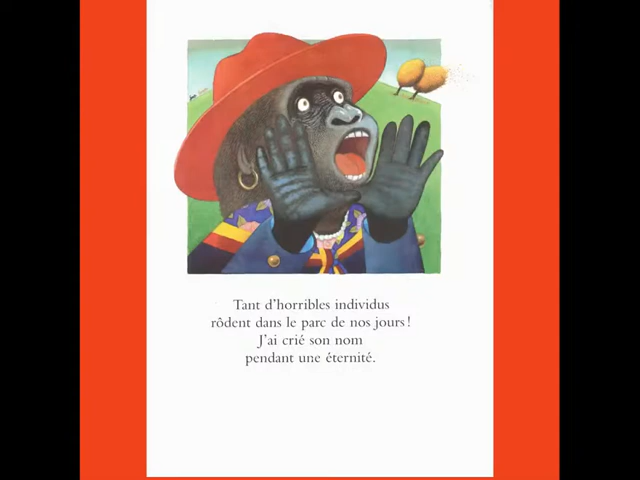 Tant d'horribles individus
rôdent dans le parc de nos jours !
J'ai crié son nom
pendant une éternité.